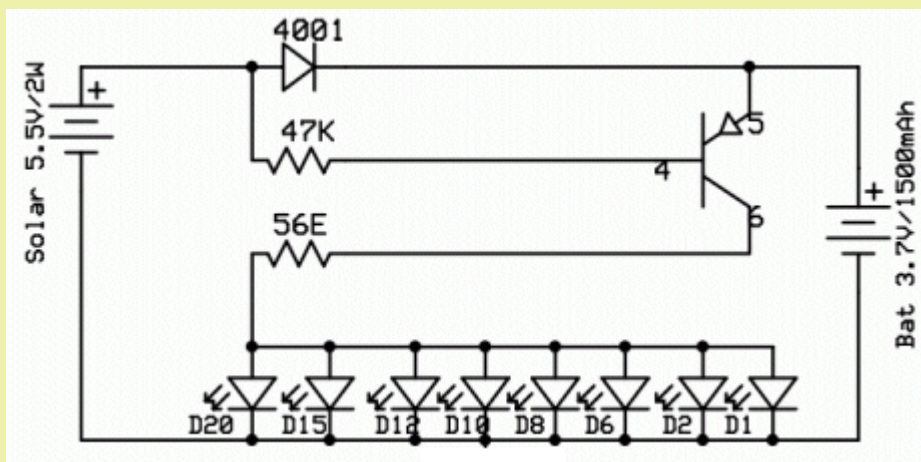 4001
Solar 5.5V/2W
+
47K
5
4
+
56E
6
Bat 3.7V/1500mAh
D20 D15 D12 D10 D8 D6 D2 D1